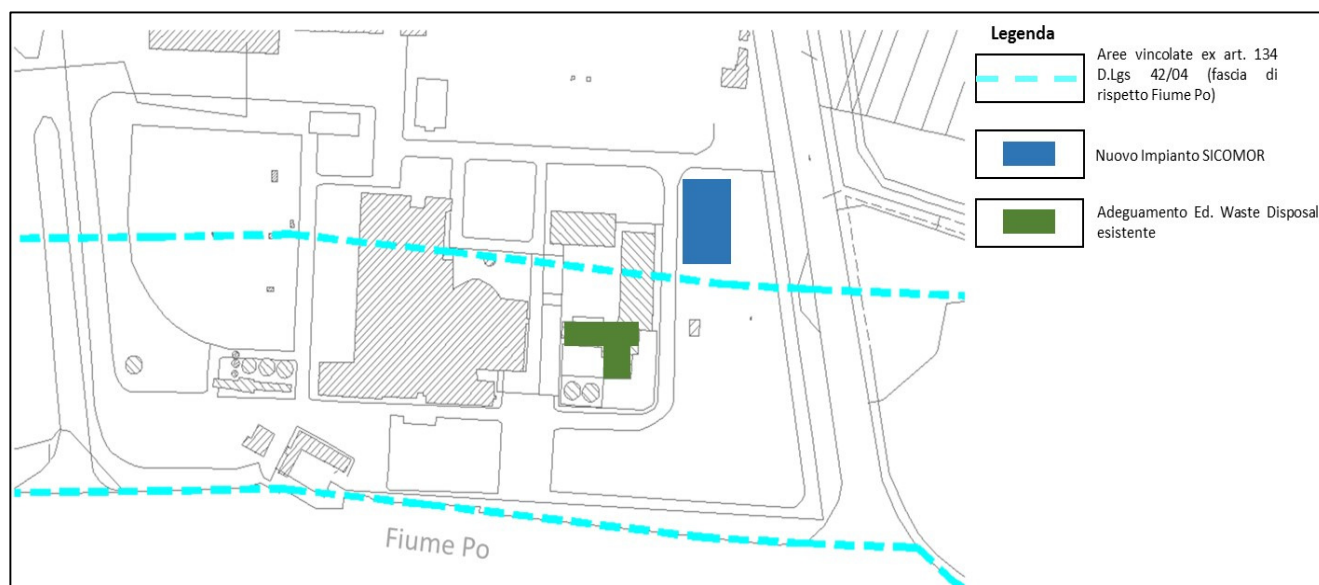 Legenda
Aree vincolate ex art. 134
D.Lgs 42/04 (fascia di
rispetto Fiume Po)
Nuovo Impianto SICOMOR
Adeguamento Ed. Waste Disposal
esistente
Fiume Po